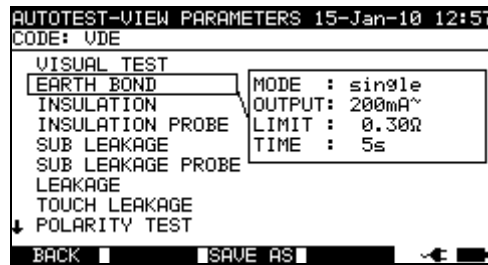 AUTOTEST-VIEW PARAMETERS 15-Jan-10 12:57
CODE: VDE
VISUAL TEST
EARTH BOND
INSULATION
INSULATION PROBE
SUB LEAKAGE
SUB LEAKAGE PROBE
LEAKAGE
TOUCH LEAKAGE
POLARITY TEST
MODE : single
OUTPUT: 200mA~
LIMIT : 0.30Ω
TIME : 5s
BACK SAVE AS